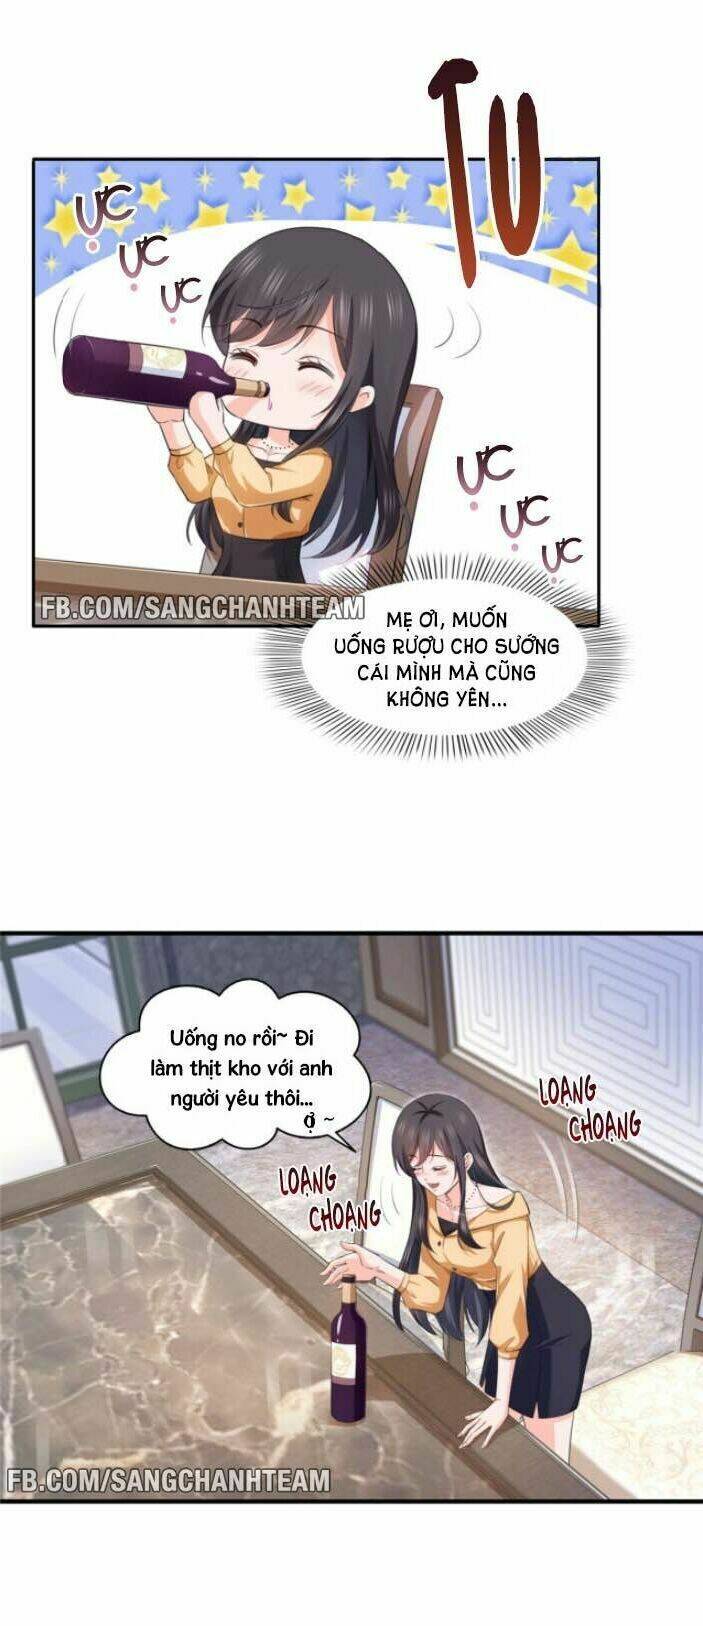 TU
ỰC
ỰC
ỰC
ỰC
ỰC
ỰC
FB.COM/SANGCHANHTEAM
MẸ ƠI, MUỐN
UỐNG RƯỢU CHO SƯỚNG
CÁI MÌNH MÀ CŨNG
KHÔNG YÊN...
Uống no rồi~ Đi
làm thịt kho với anh
người yêu thôi...
Ợ ~
LOẠNG
CHOẠNG
LOẠNG
CHOẠNG
FB.COM/SANGCHANHTEAM